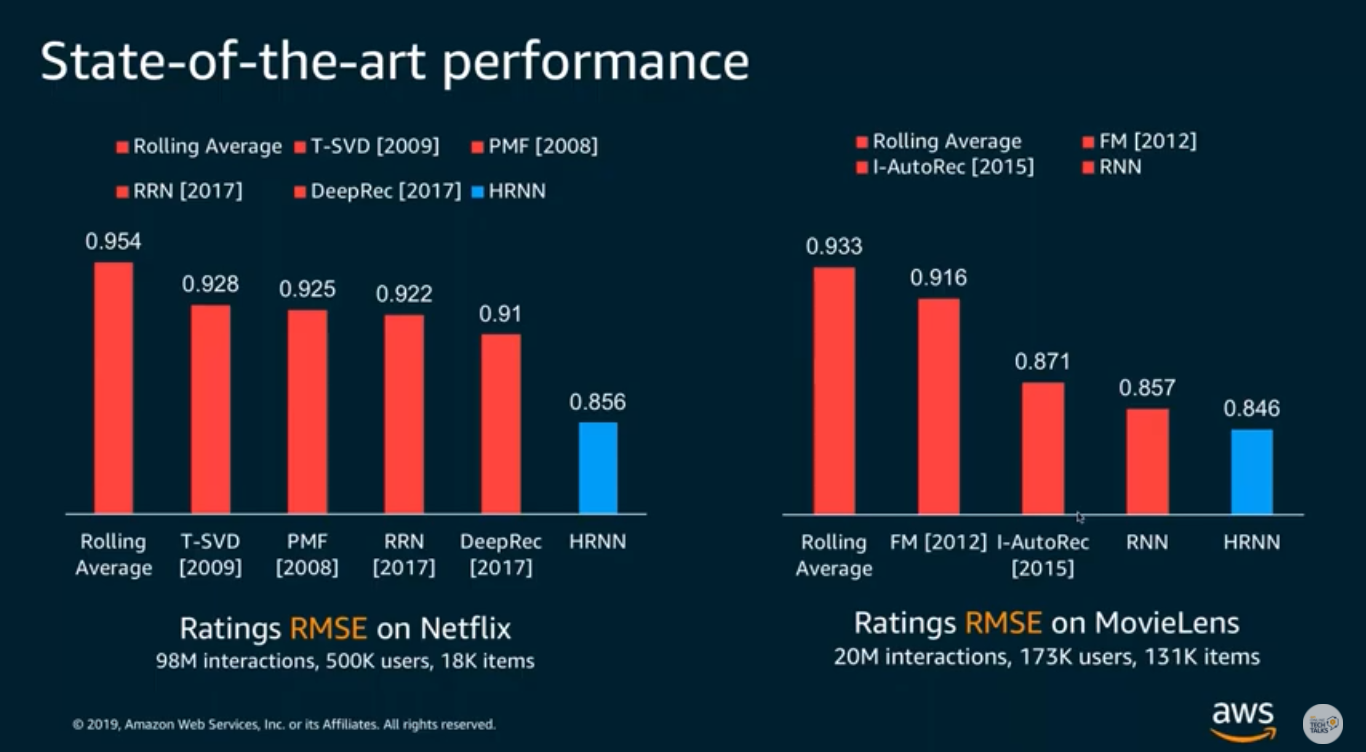 State-of-the-art performance
Rolling Average T-SVD [2009] PMF [2008]
RRN [2017] DeepRec [2017] HRNN
0.954
0.928
0.925
0.922
0.91
0.856
Rolling Average
T-SVD [2009]
PMF [2008]
RRN [2017]
DeepRec [2017]
HRNN
Ratings RMSE on Netflix
98M interactions, 500K users, 18K items
Rolling Average FM [2012]
I-AutoRec [2015] RNN
0.933
0.916
0.871
0.857
0.846
Rolling Average
FM [2012]
I-AutoRec [2015]
RNN
HRNN
Ratings RMSE on MovieLens
20M interactions, 173K users, 131K items
© 2019, Amazon Web Services, Inc. or its Affiliates. All rights reserved.
aws
TECH
TALKS